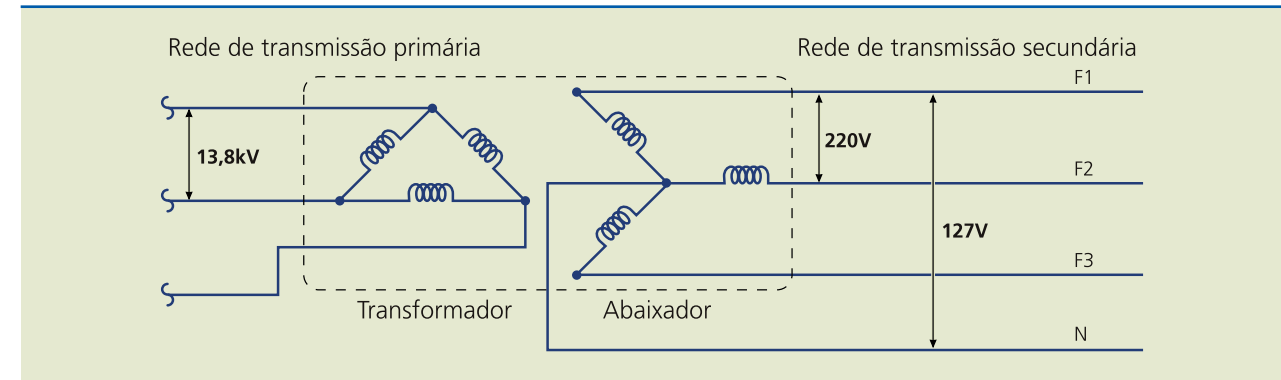 Rede de transmissão primária
Rede de transmissão secundária
F1
13,8kV
220V
F2
127V
F3
Transformador
Abaixador
N